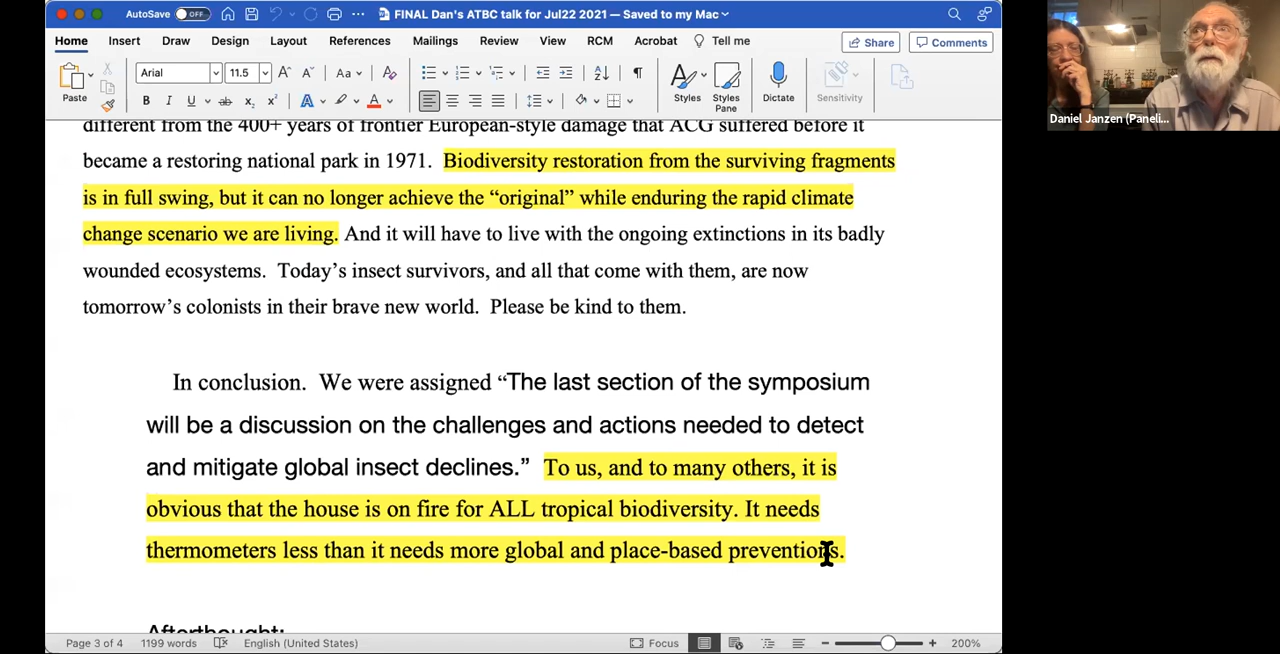 AutoSave OFF FINAL Dan's ATBC talk for Jul22 2021 — Saved to my Mac
Home Insert Draw Design Layout References Mailings Review View RCM Acrobat Tell me Share Comments
Paste Arial 11.5 Styles Styles Pane Dictate Sensitivity
different from the 400+ years of frontier European-style damage that ACG suffered before it
became a restoring national park in 1971. Biodiversity restoration from the surviving fragments
is in full swing, but it can no longer achieve the “original” while enduring the rapid climate
change scenario we are living. And it will have to live with the ongoing extinctions in its badly
wounded ecosystems. Today’s insect survivors, and all that come with them, are now
tomorrow’s colonists in their brave new world. Please be kind to them.
In conclusion. We were assigned “The last section of the symposium
will be a discussion on the challenges and actions needed to detect
and mitigate global insect declines.” To us, and to many others, it is
obvious that the house is on fire for ALL tropical biodiversity. It needs
thermometers less than it needs more global and place-based preventions.
Afterthought:
Page 3 of 4 1199 words English (United States) Focus 200%
Daniel Janzen (Paneli...